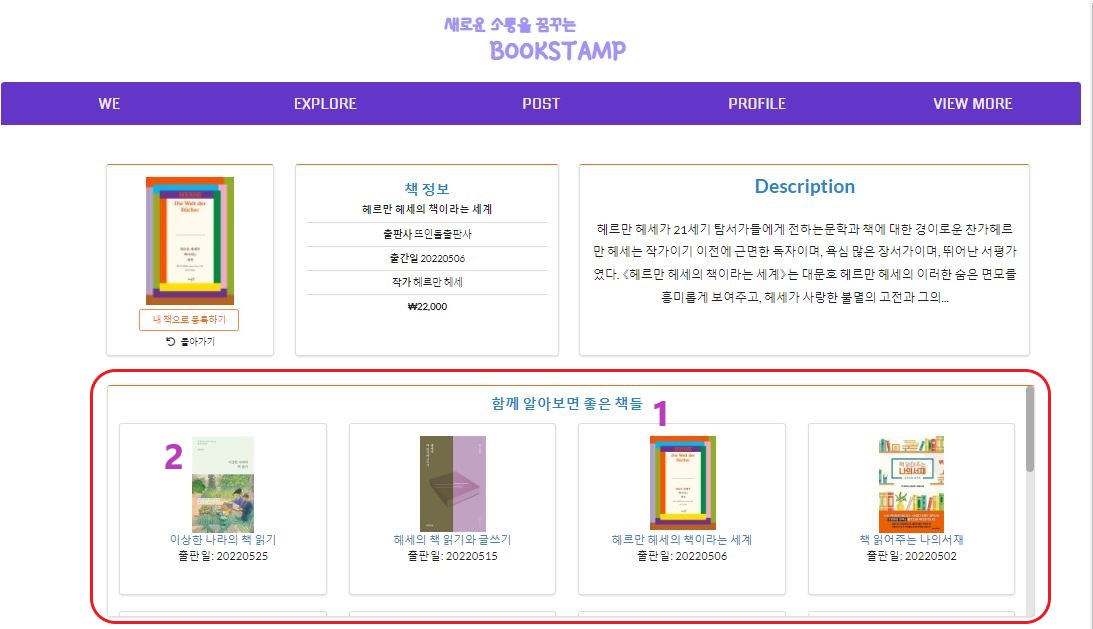 새로운 소통을 꿈꾸는
BOOKSTAMP
WE EXPLORE POST PROFILE VIEW MORE
Die Welt der
Bücher
내 책으로 등록하기
돌아가기
책 정보
헤르만 헤세의 책이라는 세계
출판사 뜨인돌출판사
출간일 20220506
작가 헤르만 헤세
₩22,000
Description
헤르만 헤세가 21세기 탐서가들에게 전하는문학과 책에 대한 경이로운 찬가헤르
만 헤세는 작가이기 이전에 근면한 독자이며, 욕심 많은 장서가이며, 뛰어난 서평가
였다. 《헤르만 헤세의 책이라는 세계》는 대문호 헤르만 헤세의 이러한 숨은 면모를
흥미롭게 보여주고, 헤세가 사랑한 불멸의 고전과 그의...
함께 알아보면 좋은 책들
1
2
이상한 나라의 책 읽기
출판일: 20220525
헤세의 책 읽기와 글쓰기
출판일: 20220515
Die Welt der
Bücher
헤르만 헤세의 책이라는 세계
출판일: 20220506
책 읽어주는
나의서재
책 읽어주는 나의서재
출판일: 20220502